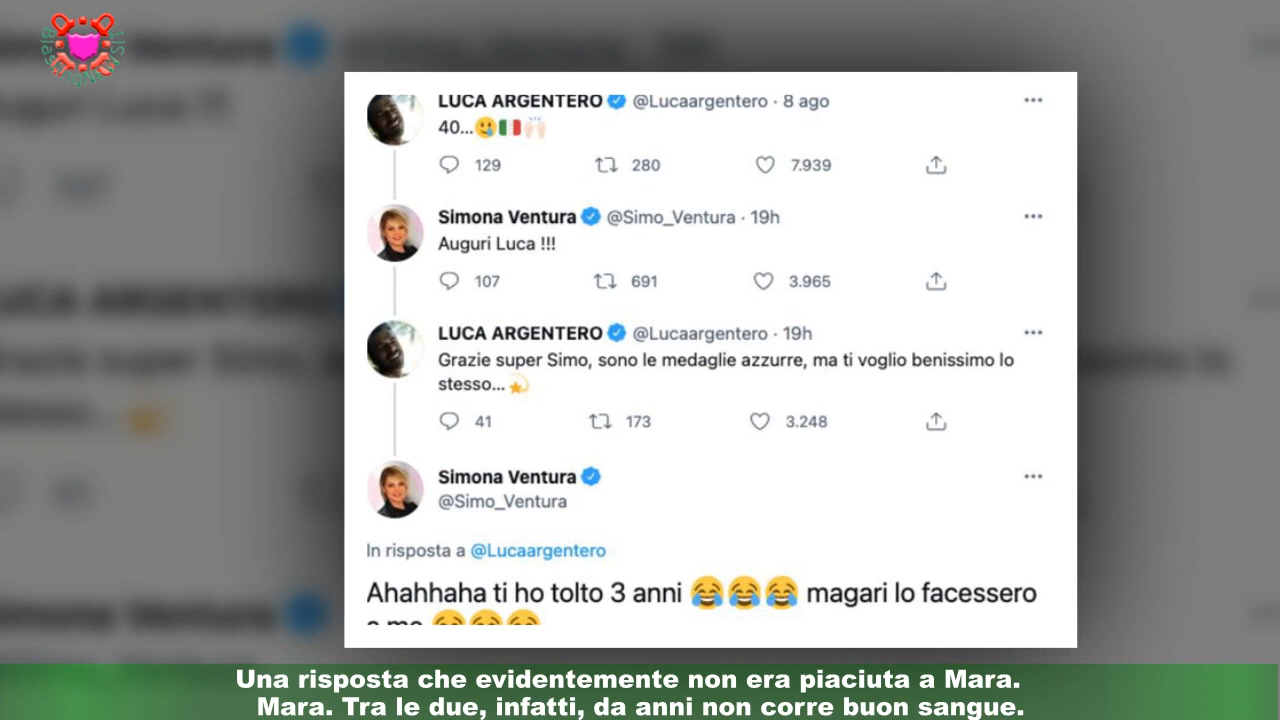 LUCA ARGENTERO @Lucaargentero · 8 ago
40...🥲🇮🇹🙌🏻
129 280 7.939
Simona Ventura @Simo_Ventura · 19h
Auguri Luca !!!
107 691 3.965
LUCA ARGENTERO @Lucaargentero · 19h
Grazie super Simo, sono le medaglie azzurre, ma ti voglio benissimo lo
stesso... 💫
41 173 3.248
Simona Ventura
@Simo_Ventura
In risposta a @Lucaargentero
Ahahhaha ti ho tolto 3 anni 😂😂😂 magari lo facessero
a me 😂😂😂
Una risposta che evidentemente non era piaciuta a Mara.
Mara. Tra le due, infatti, da anni non corre buon sangue.